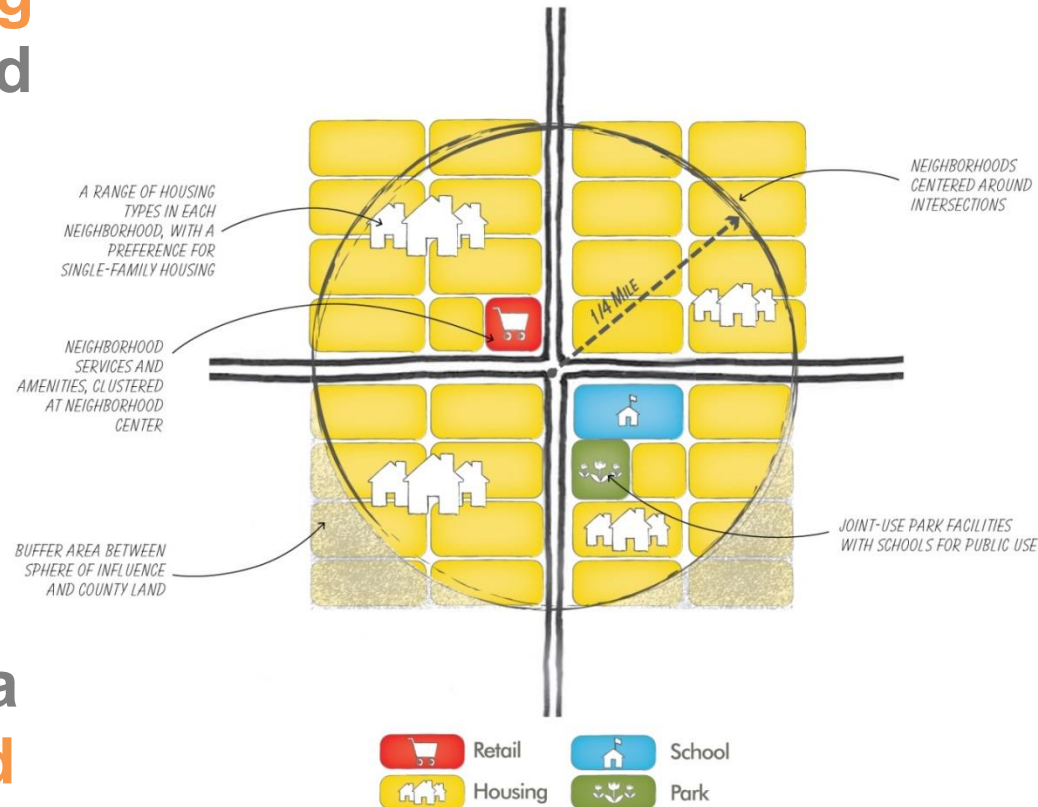 g
d
A RANGE OF HOUSING
TYPES IN EACH
NEIGHBORHOOD, WITH A
PREFERENCE FOR
SINGLE-FAMILY HOUSING
NEIGHBORHOODS
CENTERED AROUND
INTERSECTIONS
1/4 MILE
NEIGHBORHOOD
SERVICES AND
AMENITIES, CLUSTERED
AT NEIGHBORHOOD
CENTER
BUFFER AREA BETWEEN
SPHERE OF INFLUENCE
AND COUNTY LAND
JOINT-USE PARK FACILITIES
WITH SCHOOLS FOR PUBLIC USE
a
d
Retail
School
Housing
Park